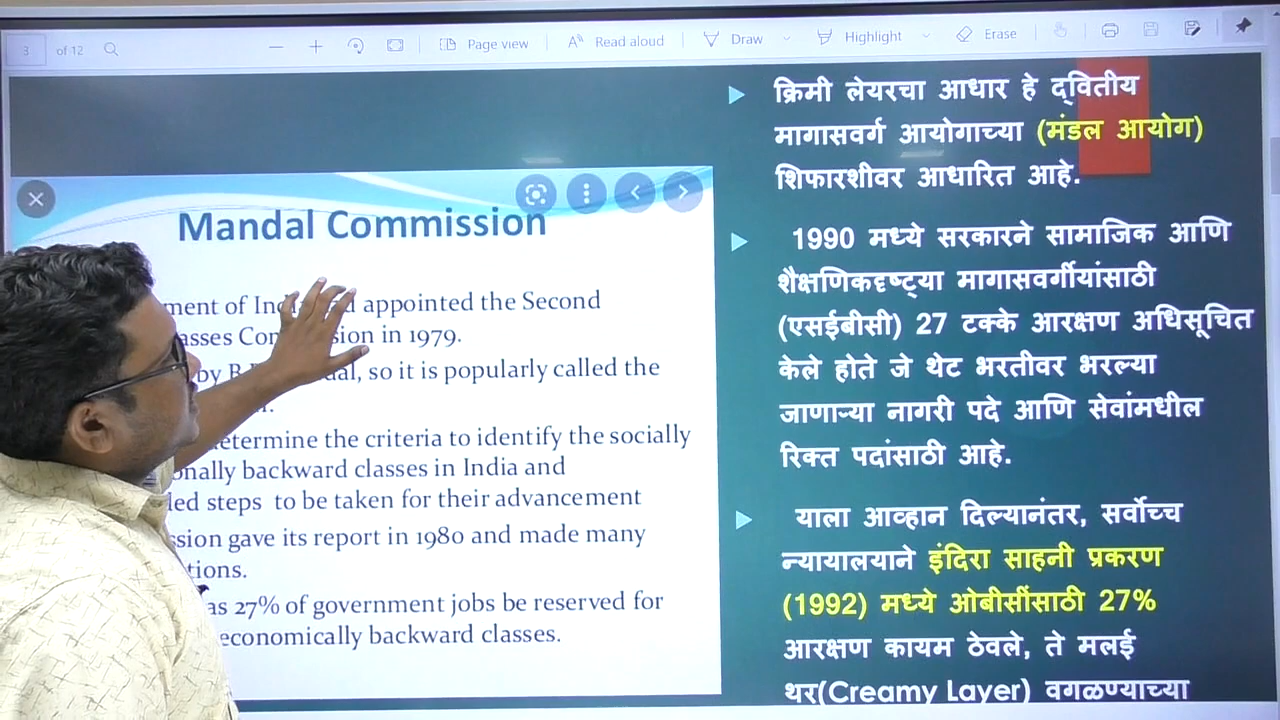 3 of 12
Page view
Read aloud
Draw
Highlight
Erase
Mandal Commission
appointed the Second
in 1979.
by so it is popularly called the
the criteria to identify the socially
backward classes in India and
steps to be taken for their advancement
gave its report in 1980 and made many
as 27% of government jobs be reserved for
economically backward classes.
क्रिमी लेयरचा आधार हे द्वितीय
मागासवर्ग आयोगाच्या (मंडल आयोग)
शिफारशीवर आधारित आहे.
1990 मध्ये सरकारने सामाजिक आणि
शैक्षणिकदृष्ट्या मागासवर्गीयांसाठी
(एसईबीसी) 27 टक्के आरक्षण अधिसूचित
केले होते जे थेट भरतीवर भरल्या
जाणाऱ्या नागरी पदे आणि सेवांमधील
रिक्त पदांसाठी आहे.
याला आव्हान दिल्यानंतर, सर्वोच्च
न्यायालयाने इंदिरा साहनी प्रकरण
(1992) मध्ये ओबीसींसाठी 27%
आरक्षण कायम ठेवले, ते मलई
थर(Creamy Layer) वगळण्याच्या